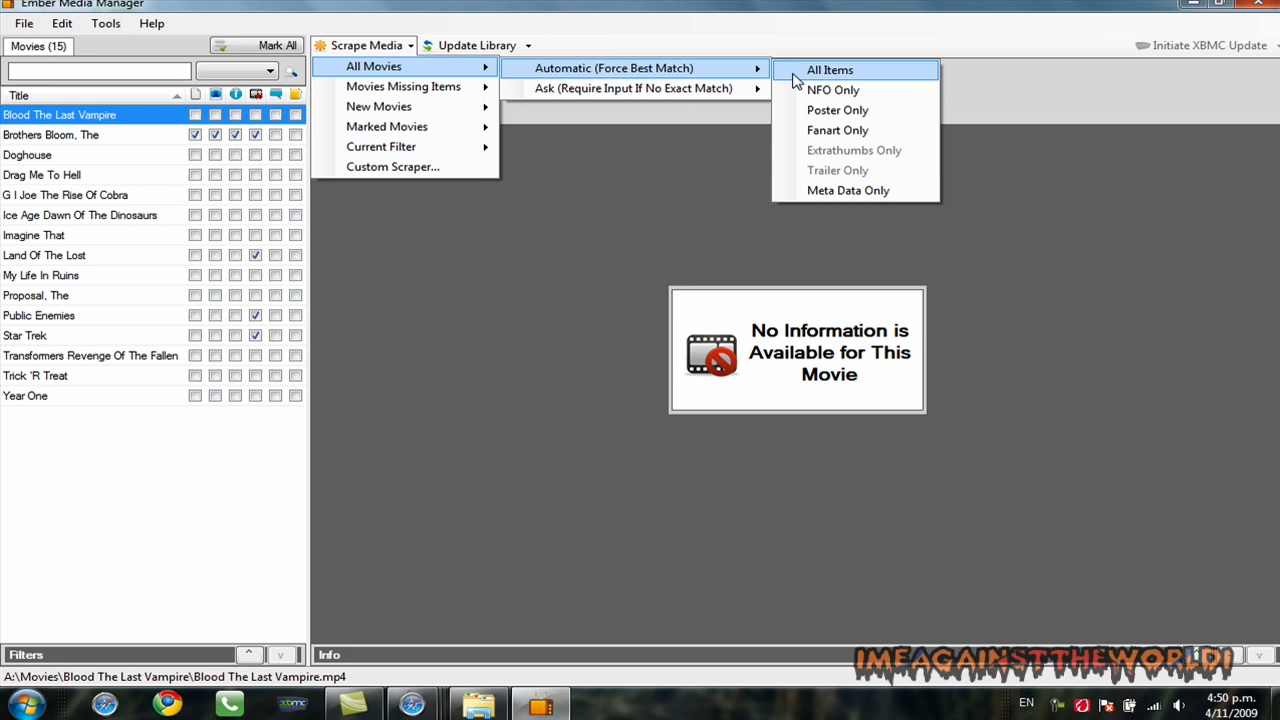 Ember Media Manager
File Edit Tools Help
Movies (15)
Mark All
Scrape Media
Update Library
Initiate XBMC Update
All Movies
Movies Missing Items
New Movies
Marked Movies
Current Filter
Custom Scraper...
Automatic (Force Best Match)
Ask (Require Input If No Exact Match)
All Items
NFO Only
Poster Only
Fanart Only
Extrathumbs Only
Trailer Only
Meta Data Only
Title
Blood The Last Vampire
Brothers Bloom, The
Doghouse
Drag Me To Hell
G I Joe The Rise Of Cobra
Ice Age Dawn Of The Dinosaurs
Imagine That
Land Of The Lost
My Life In Ruins
Proposal, The
Public Enemies
Star Trek
Transformers Revenge Of The Fallen
Trick 'R Treat
Year One
No Information is
Available for This
Movie
Filters
Info
IMEAGAINSTTHEWORLD1
A:\Movies\Blood The Last Vampire\Blood The Last Vampire.mp4
xbmc
EN
4:50 p.m.
4/11/2009